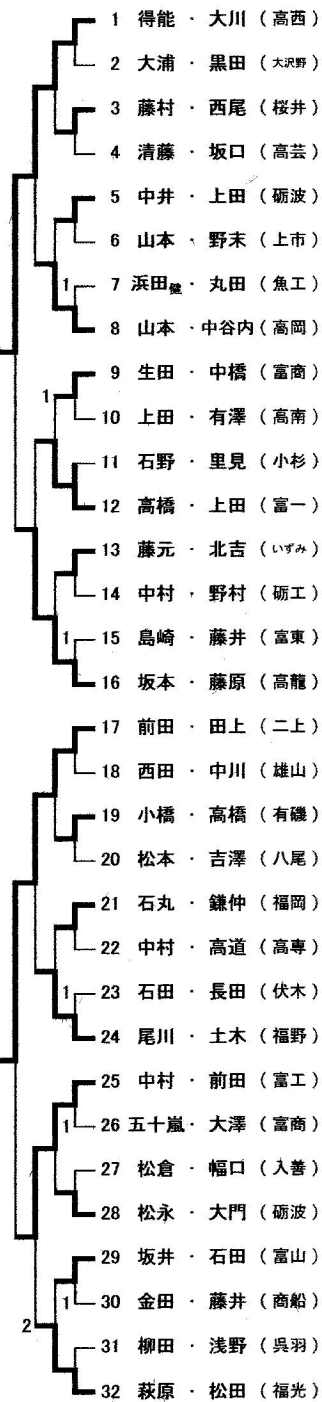 1 得能 ・ 大川 (高西)
2 大浦 ・ 黒田 (大沢野)
3 藤村 ・ 西尾 (桜井)
4 清藤 ・ 坂口 (高芸)
5 中井 ・ 上田 (砺波)
6 山本 ・ 野末 (上市)
1 7 浜田健 ・ 丸田 (魚工)
8 山本 ・ 中谷内 (高岡)
1 9 生田 ・ 中橋 (富商)
10 上田 ・ 有澤 (高南)
11 石野 ・ 里見 (小杉)
12 高橋 ・ 上田 (富一)
13 藤元 ・ 北吉 (いずみ)
14 中村 ・ 野村 (砺工)
1 15 島崎 ・ 藤井 (富東)
16 坂本 ・ 藤原 (高龍)
17 前田 ・ 田上 (二上)
18 西田 ・ 中川 (雄山)
19 小橋 ・ 高橋 (有磯)
20 松本 ・ 吉澤 (八尾)
21 石丸 ・ 鎌仲 (福岡)
22 中村 ・ 高道 (高専)
1 23 石田 ・ 長田 (伏木)
24 尾川 ・ 土木 (福野)
25 中村 ・ 前田 (富工)
1 26 五十嵐 ・ 大澤 (富商)
27 松倉 ・ 幅口 (入善)
28 松永 ・ 大門 (砺波)
29 坂井 ・ 石田 (富山)
1 30 金田 ・ 藤井 (商船)
2 31 柳田 ・ 浅野 (呉羽)
32 萩原 ・ 松田 (福光)